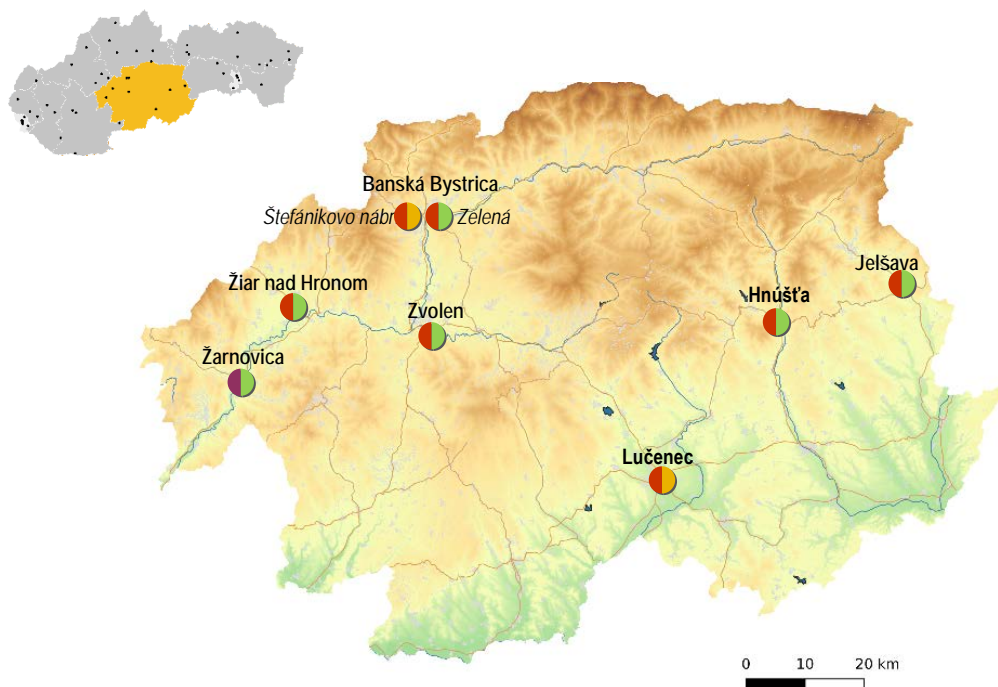 Banská Bystrica
Štefánikovo nábr
Zelená
Jelšava
Žiar nad Hronom
Hnúšťa
Zvolen
Žarnovica
Lučenec
0 10 20 km